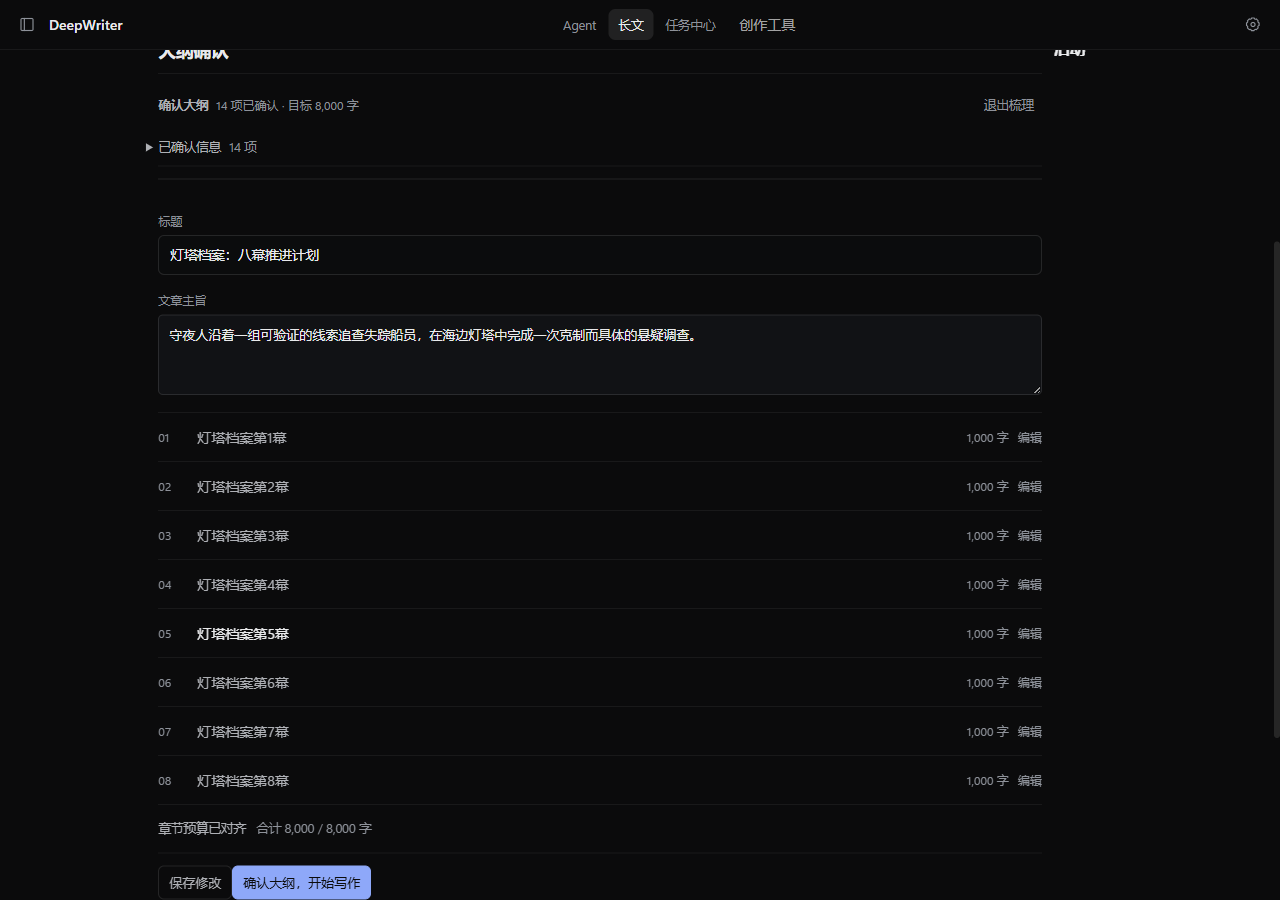 DeepWriter
Agent 长文 任务中心 创作工具
大纲确认
活动
确认大纲 14 项已确认 · 目标 8,000 字 退出梳理
▶ 已确认信息 14 项
标题
灯塔档案：八幕推进计划
文章主旨
守夜人沿着一组可验证的线索追查失踪船员，在海边灯塔中完成一次克制而具体的悬疑调查。
01 灯塔档案第1幕 1,000 字 编辑
02 灯塔档案第2幕 1,000 字 编辑
03 灯塔档案第3幕 1,000 字 编辑
04 灯塔档案第4幕 1,000 字 编辑
05 灯塔档案第5幕 1,000 字 编辑
06 灯塔档案第6幕 1,000 字 编辑
07 灯塔档案第7幕 1,000 字 编辑
08 灯塔档案第8幕 1,000 字 编辑
章节预算已对齐 合计 8,000 / 8,000 字
保存修改 确认大纲，开始写作